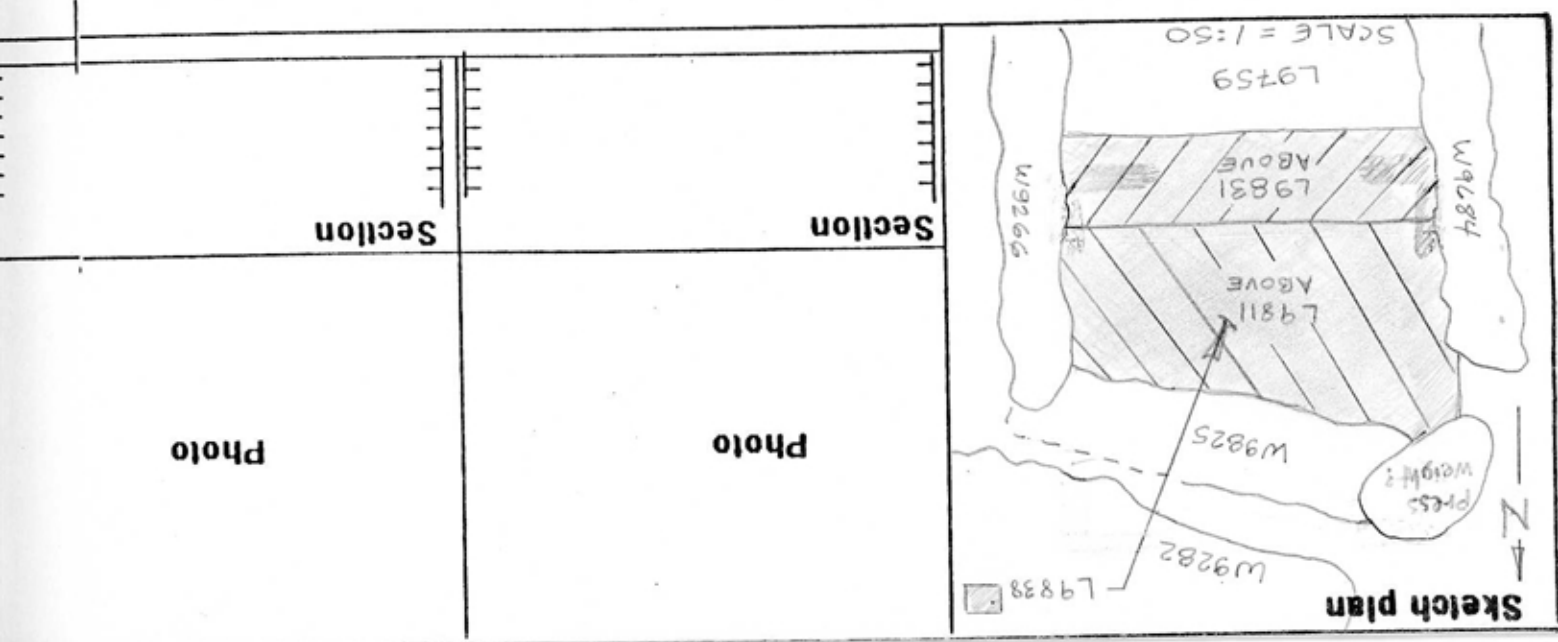 Sketch plan
N
L9838
W9282
Press
weight?
W9825
L9811
ABOVE
W9684
L9831
ABOVE
W9266
L9759
SCALE = 1:50
Photo
Section
Photo
Section